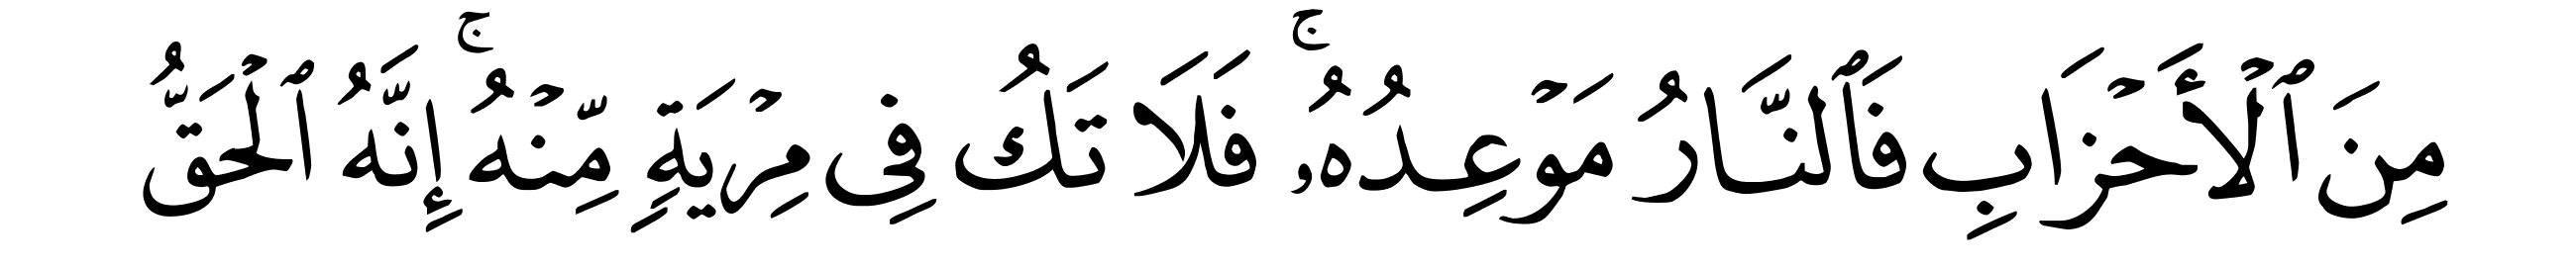 مِنَ ٱلۡأَحۡزَابِ فَٱلنَّارُ مَوۡعِدُهُۥۚ فَلَا تَكُ فِی مِرۡيَةٖ مِّنۡهُۚ إِنَّهُ ٱلۡحَقُّ